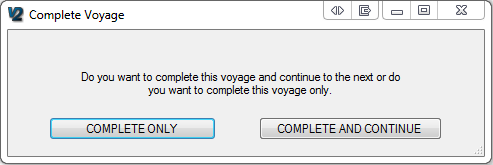 V2 Complete Voyage
Do you want to complete this voyage and continue to the next or do
you want to complete this voyage only.
COMPLETE ONLY COMPLETE AND CONTINUE